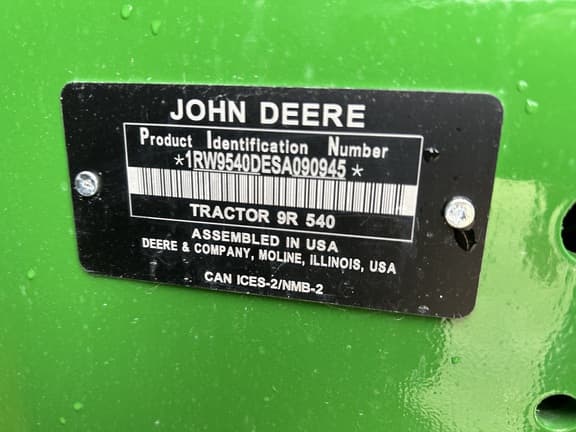 JOHN DEERE
Product Identification Number
*1RW9540DESA090945*
TRACTOR 9R 540
ASSEMBLED IN USA
DEERE & COMPANY, MOLINE, ILLINOIS, USA
CAN ICES-2/NMB-2